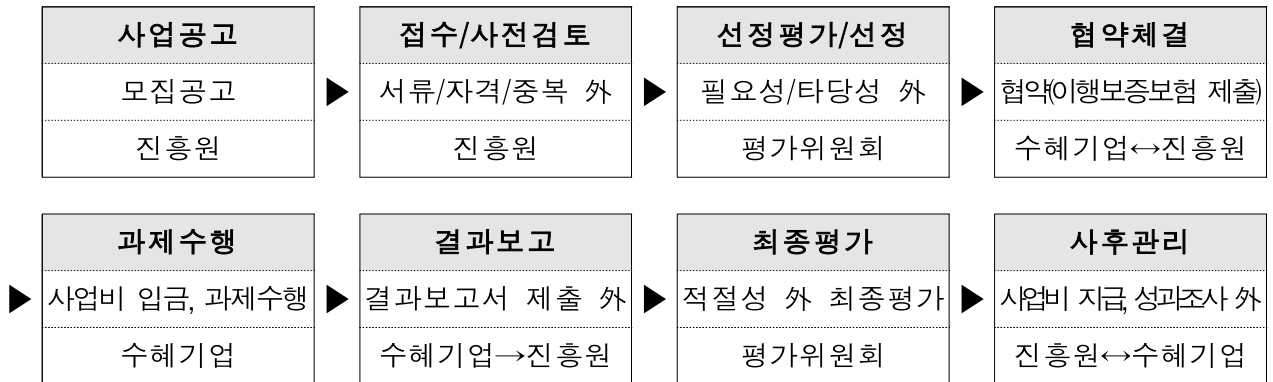 사업공고 접수/사전검토 선정평가/선정 협약체결
모집공고 ▶ 서류/자격/중복 外 ▶ 필요성/타당성 外 ▶ 협약(이행보증보험 제출)
진흥원 진흥원 평가위원회 수혜기업↔진흥원
과제수행 결과보고 최종평가 사후관리
▶ 사업비 입금, 과제수행 ▶ 결과보고서 제출 外 ▶ 적절성 外 최종평가 ▶ 사업비 지급, 성과조사 外
수혜기업 수혜기업→진흥원 평가위원회 진흥원↔수혜기업